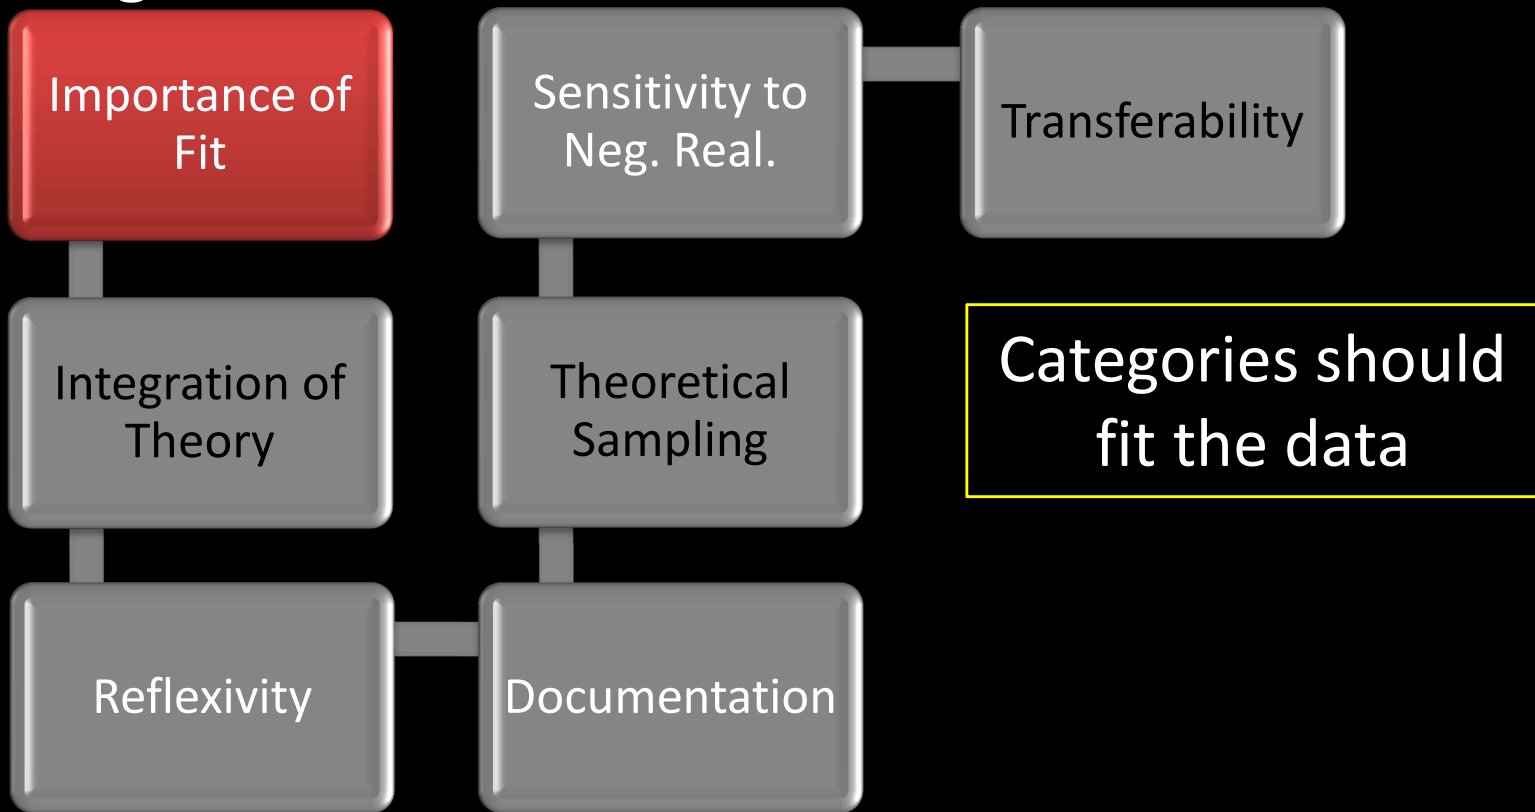 Importance of
Fit
Integration of
Theory
Reflexivity
Documentation
Theoretical
Sampling
Sensitivity to
Neg. Real.
Transferability
Categories should
fit the data